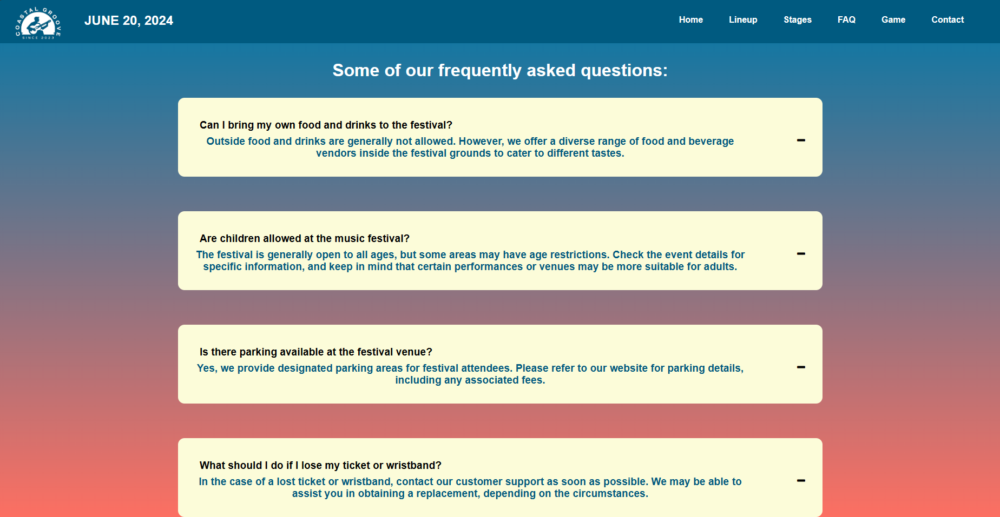 COASTAL GROOVE
SINCE 2023
JUNE 20, 2024
Home Lineup Stages FAQ Game Contact
Some of our frequently asked questions:
Can I bring my own food and drinks to the festival?
Outside food and drinks are generally not allowed. However, we offer a diverse range of food and beverage
vendors inside the festival grounds to cater to different tastes.
Are children allowed at the music festival?
The festival is generally open to all ages, but some areas may have age restrictions. Check the event details for
specific information, and keep in mind that certain performances or venues may be more suitable for adults.
Is there parking available at the festival venue?
Yes, we provide designated parking areas for festival attendees. Please refer to our website for parking details,
including any associated fees.
What should I do if I lose my ticket or wristband?
In the case of a lost ticket or wristband, contact our customer support as soon as possible. We may be able to
assist you in obtaining a replacement, depending on the circumstances.